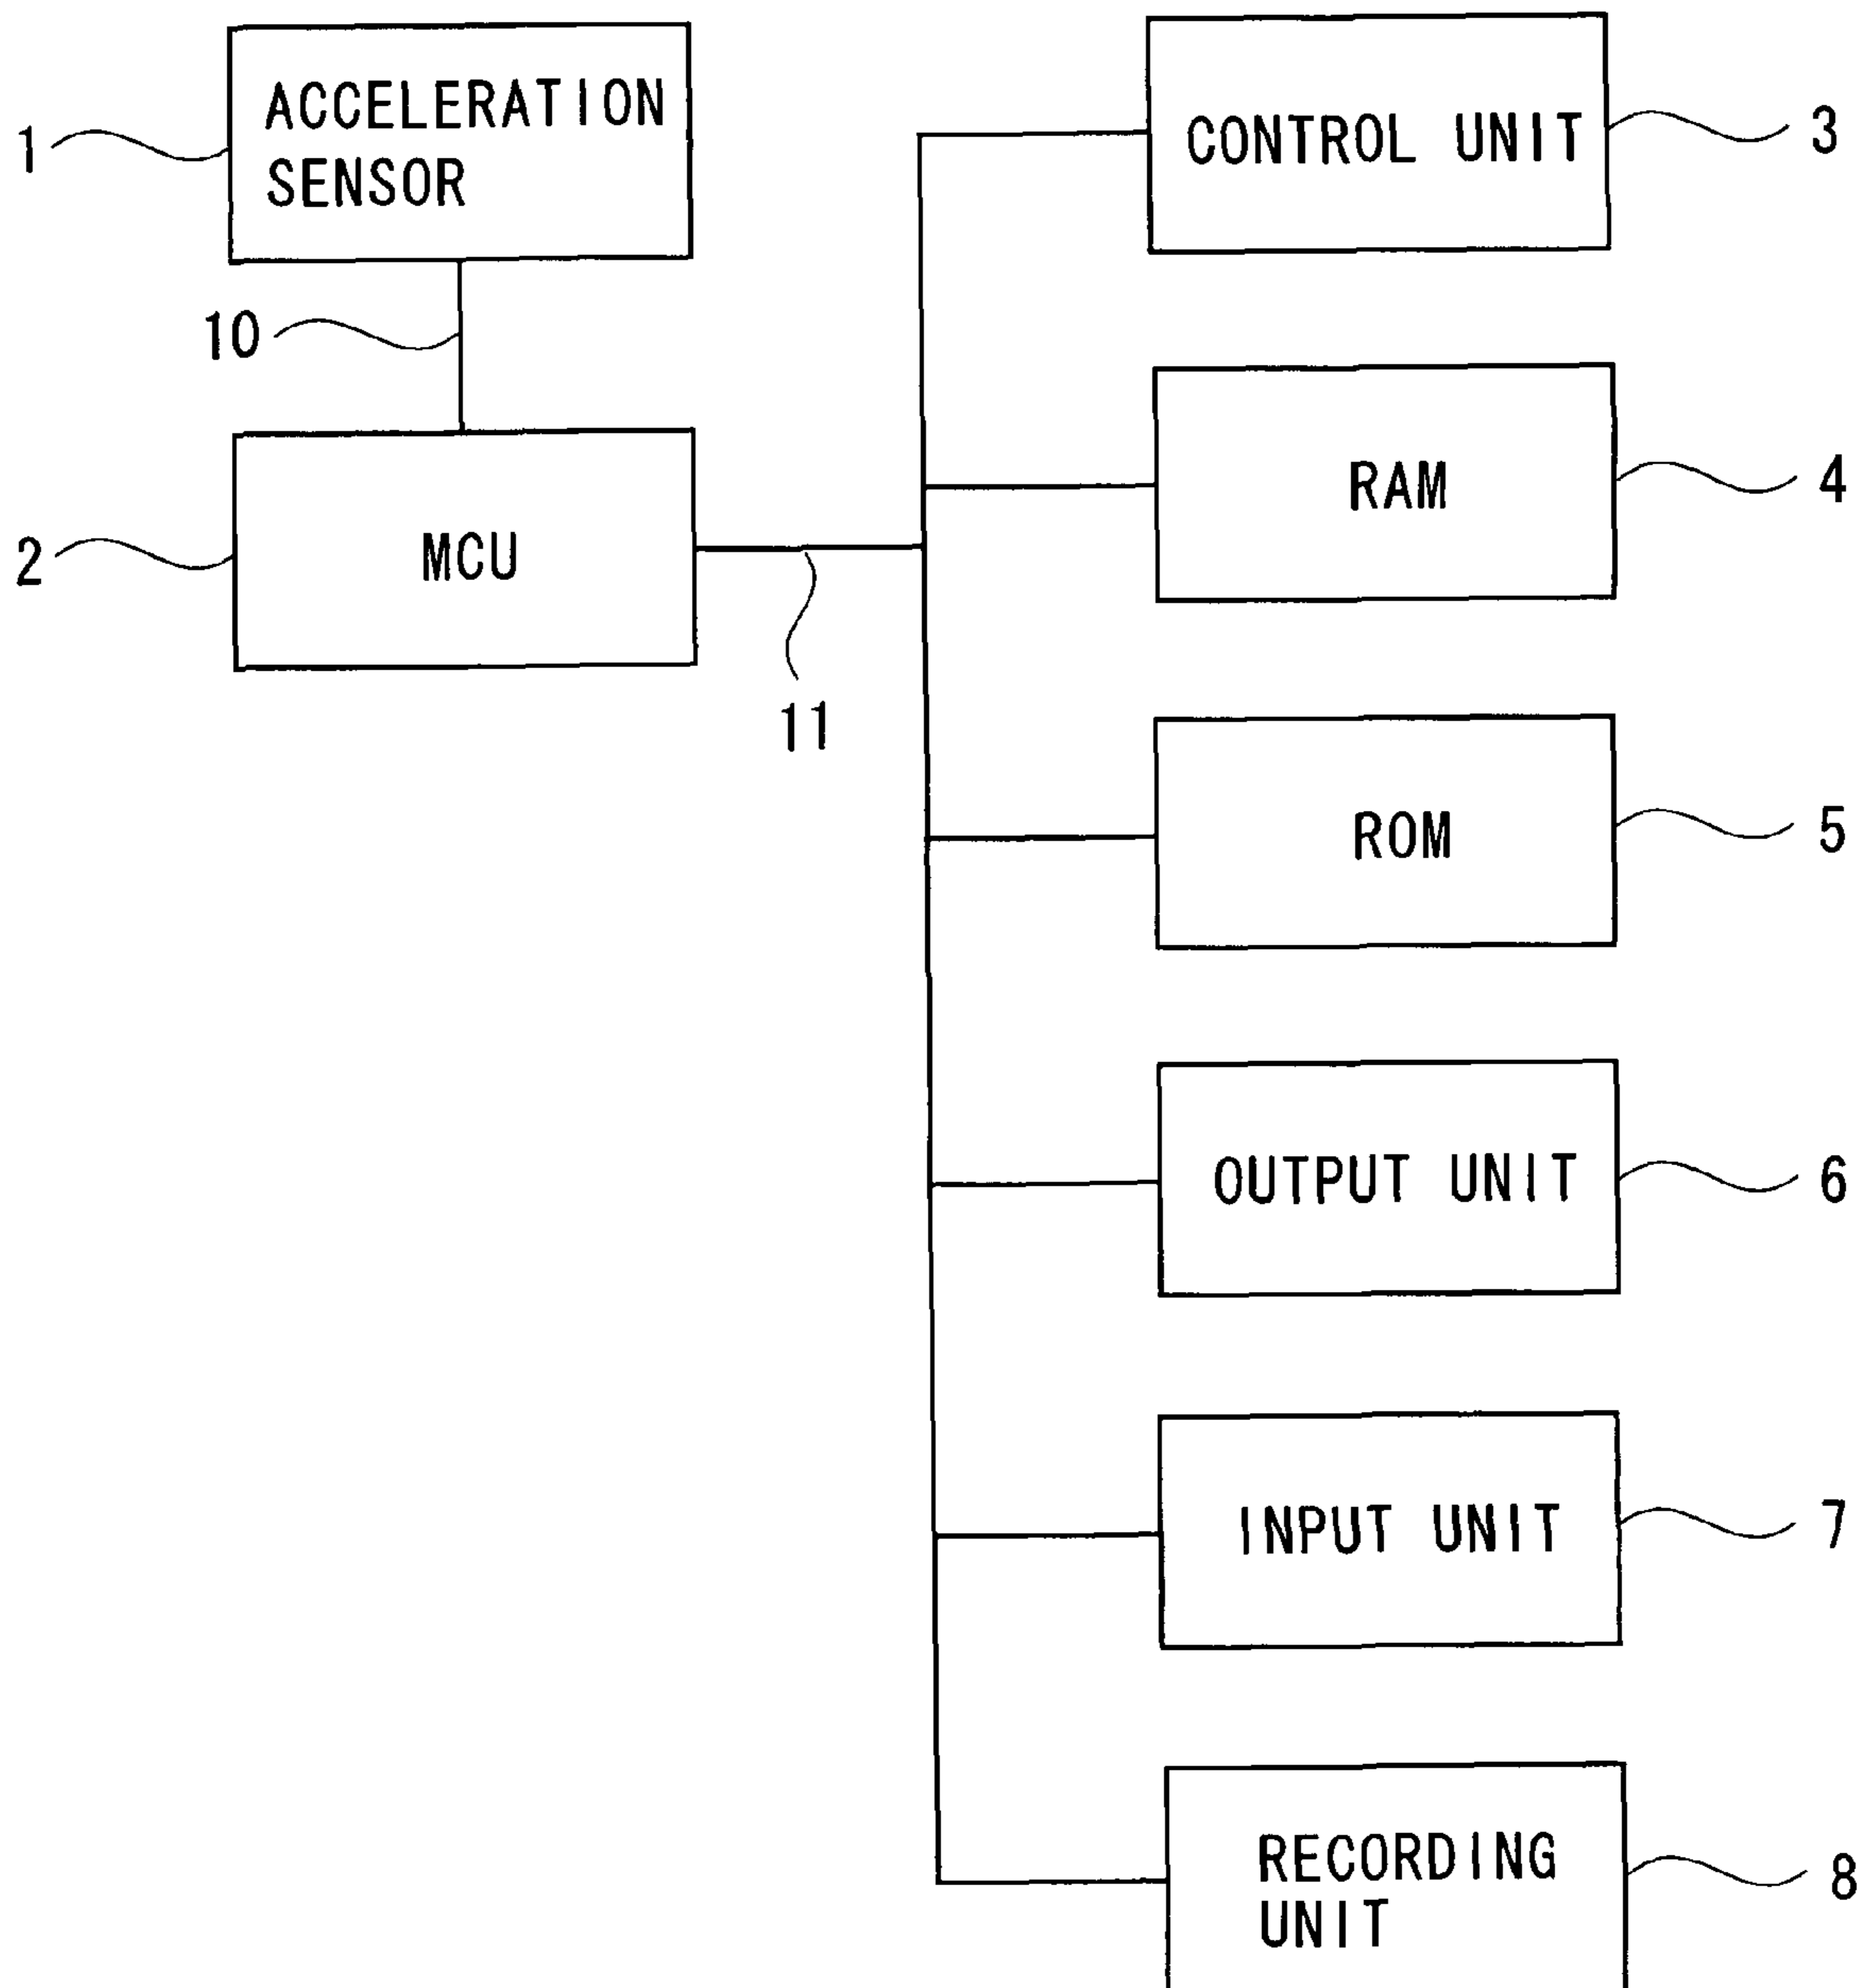 1
ACCELERATION
SENSOR
10
2
MCU
11
CONTROL UNIT
3
RAM
4
ROM
5
OUTPUT UNIT
6
INPUT UNIT
7
RECORDING
UNIT
8